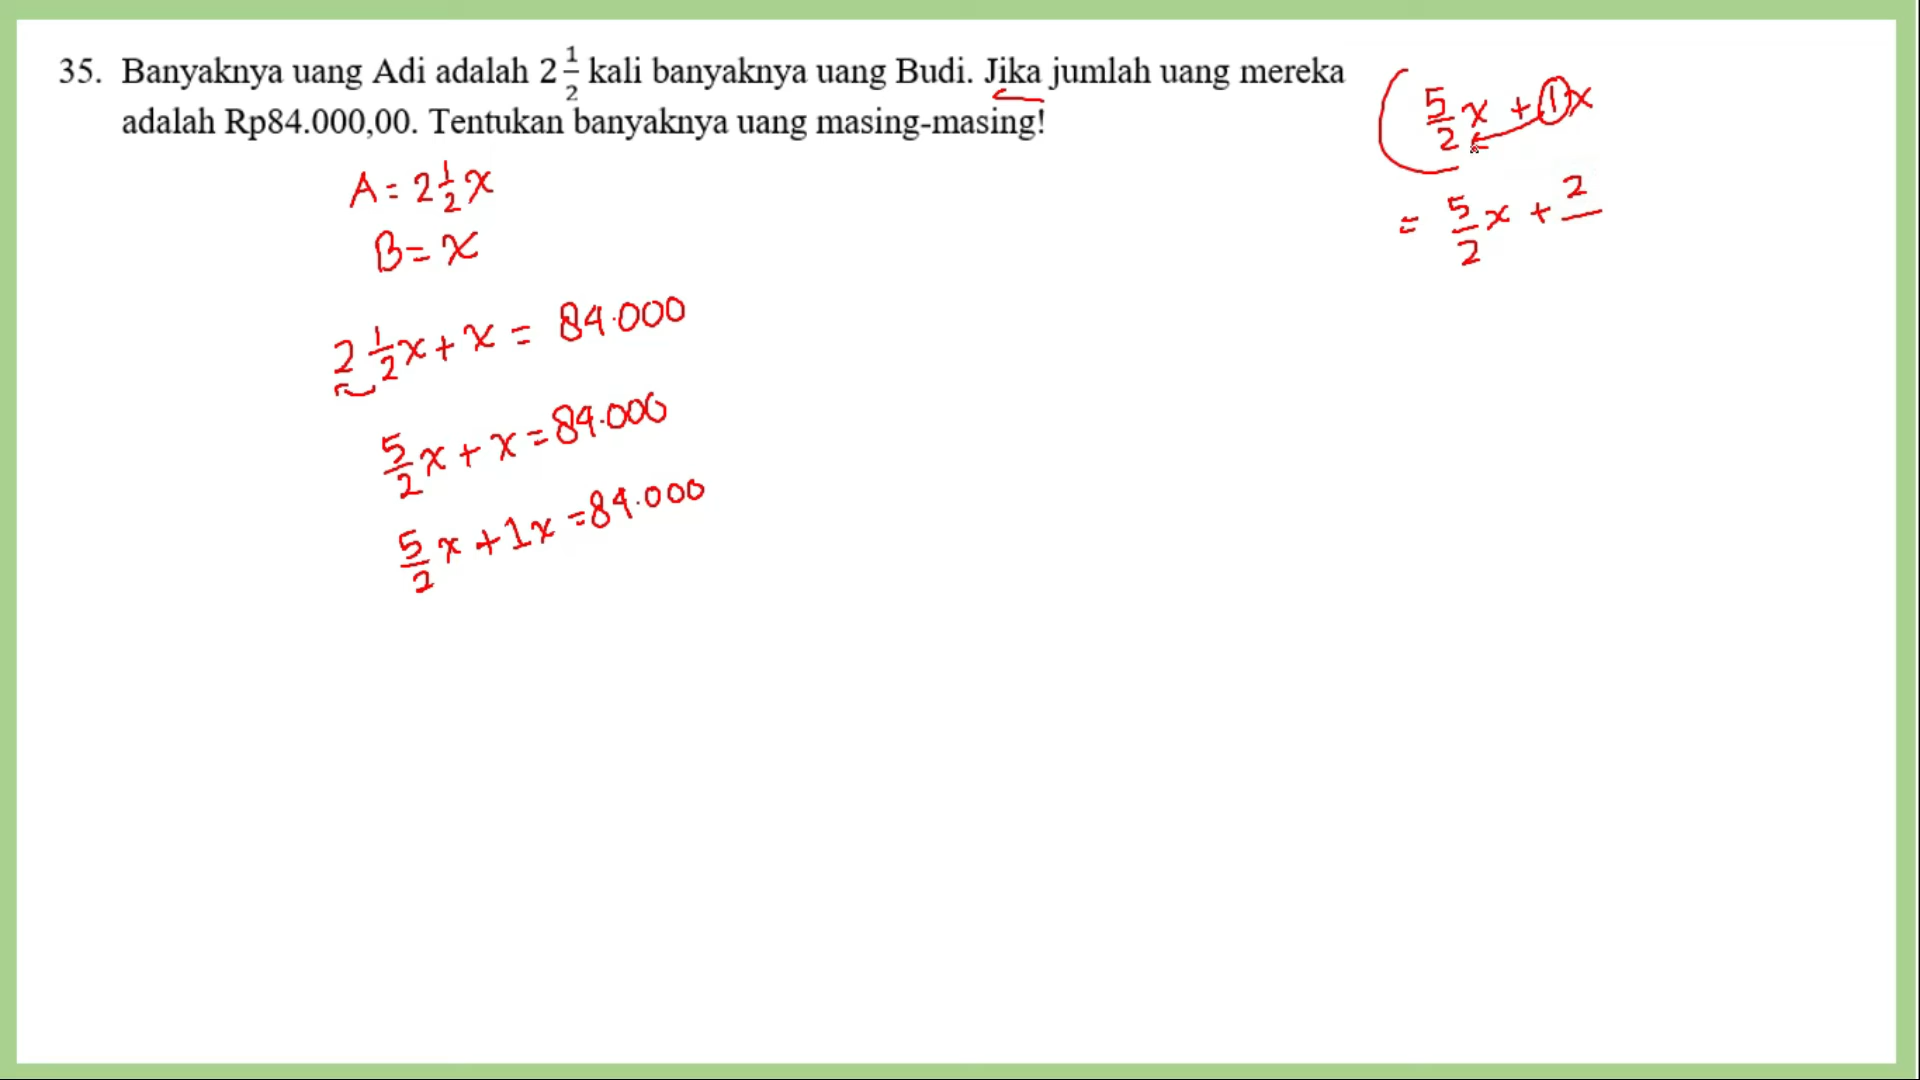 35. Banyaknya uang Adi adalah 2 1/2 kali banyaknya uang Budi. Jika jumlah uang mereka
adalah Rp84.000,00. Tentukan banyaknya uang masing-masing!
A = 2 1/2 x
B = x
2 1/2 x + x = 84.000
5/2 x + x = 84.000
5/2 x + 1x = 84.000
5/2 x + 1x
= 5/2 x + 2/